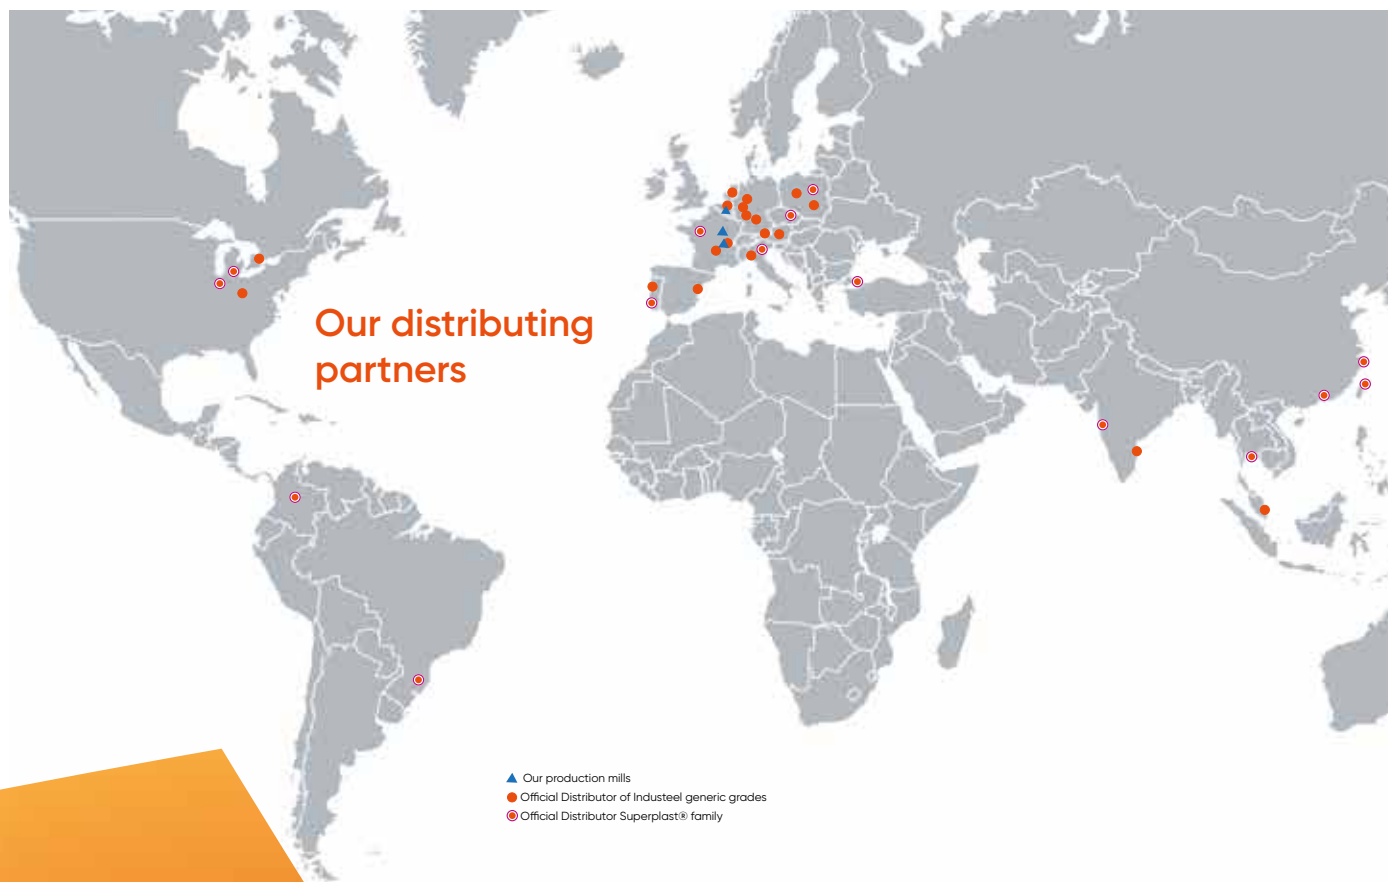 Our distributing
partners
Our production mills
Official Distributor of Industeel generic grades
Official Distributor Superplast® family